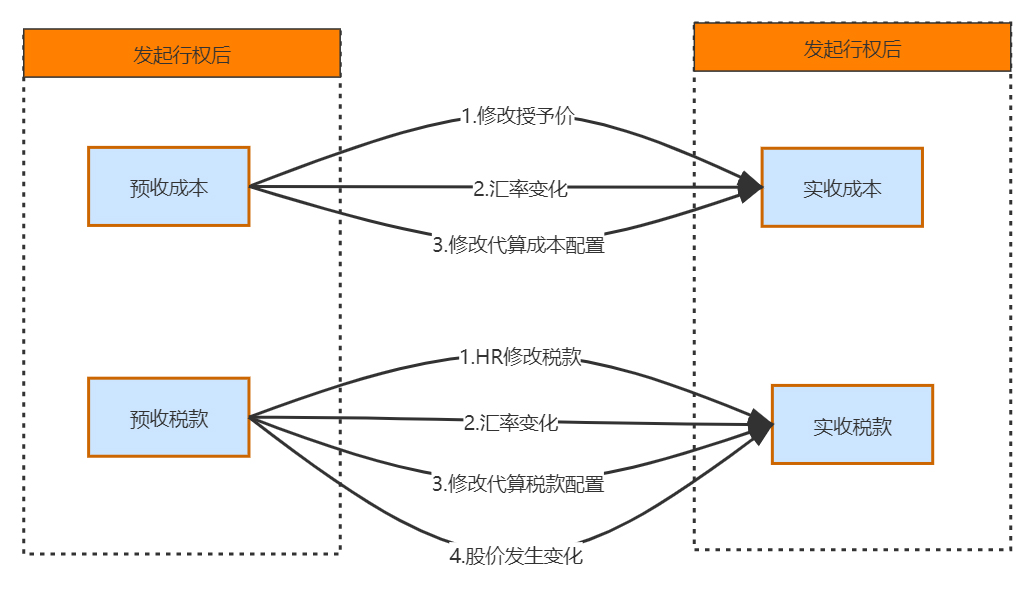 发起行权后
发起行权后
1.修改授予价
预收成本
2.汇率变化
实收成本
3.修改代算成本配置
1.HR修改税款
预收税款
2.汇率变化
实收税款
3.修改代算税款配置
4.股价发生变化